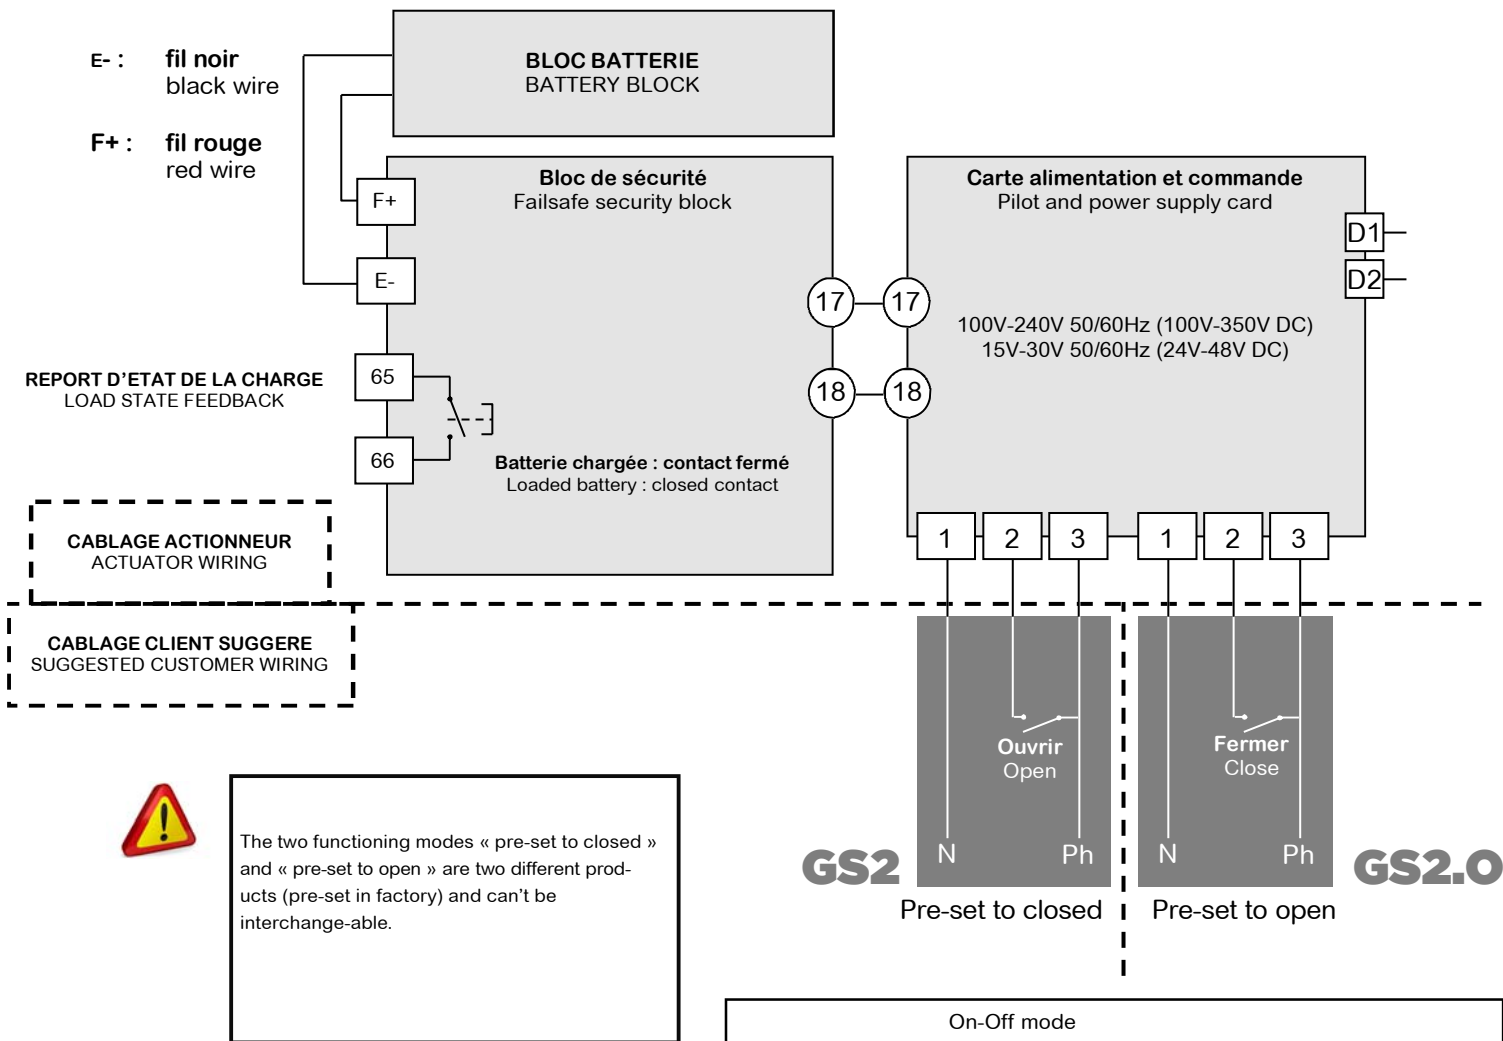 E- : fil noir
black wire
F+ : fil rouge
red wire
BLOC BATTERIE
BATTERY BLOCK
Bloc de sécurité
Failsafe security block
F+
E-
REPORT D'ETAT DE LA CHARGE
LOAD STATE FEEDBACK
65
66
Batterie chargée : contact fermé
Loaded battery : closed contact
17
17
18
18
Carte alimentation et commande
Pilot and power supply card
D1
D2
100V-240V 50/60Hz (100V-350V DC)
15V-30V 50/60Hz (24V-48V DC)
1 2 3 1 2 3
CABLAGE ACTIONNEUR
ACTUATOR WIRING
CABLAGE CLIENT SUGGERE
SUGGESTED CUSTOMER WIRING
Ouvrir
Open
Fermer
Close
GS2 N Ph N Ph GS2.O
Pre-set to closed Pre-set to open
The two functioning modes « pre-set to closed »
and « pre-set to open » are two different prod-
ucts (pre-set in factory) and can't be
interchange-able.
On-Off mode